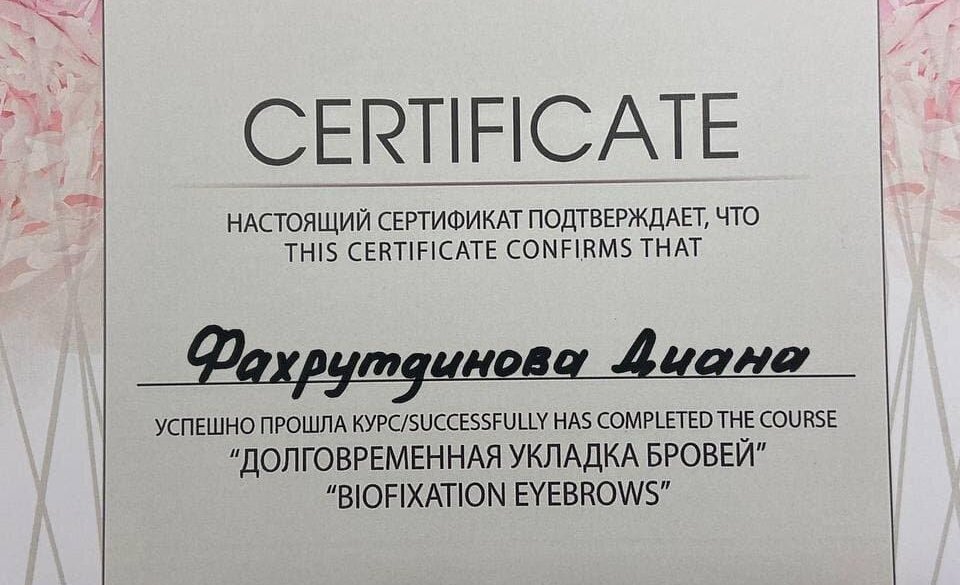 CERTIFICATE
НАСТОЯЩИЙ СЕРТИФИКАТ ПОДТВЕРЖДАЕТ, ЧТО
THIS CERTIFICATE CONFIRMS THAT
Фахрутдинова Диана
УСПЕШНО ПРОШЛА КУРС/SUCCESSFULLY HAS COMPLETED THE COURSE
“ДОЛГОВРЕМЕННАЯ УКЛАДКА БРОВЕЙ”
“BIOFIXATION EYEBROWS”